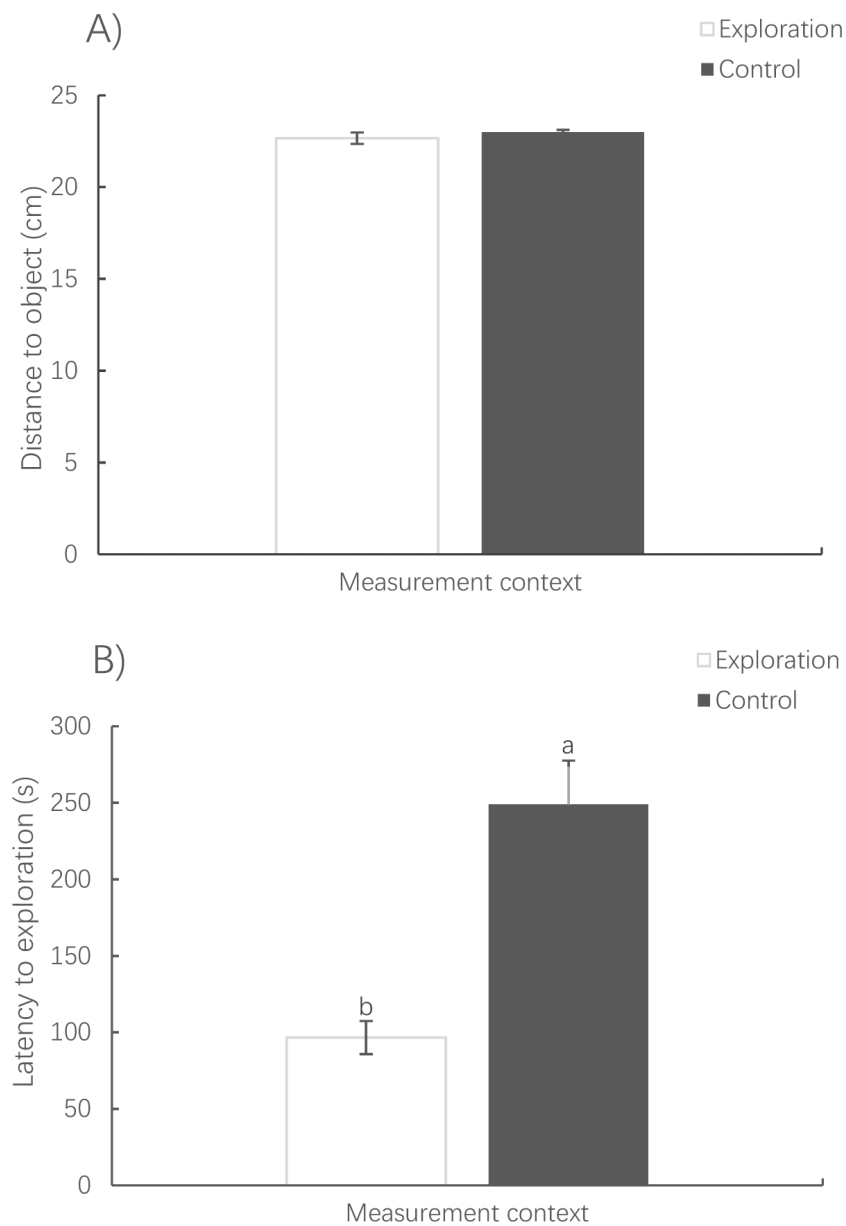 A)
Exploration
Control
Distance to object (cm)
25
20
15
10
5
0
Measurement context
B)
Exploration
Control
Latency to exploration (s)
300
250
200
150
100
50
0
a
b
Measurement context